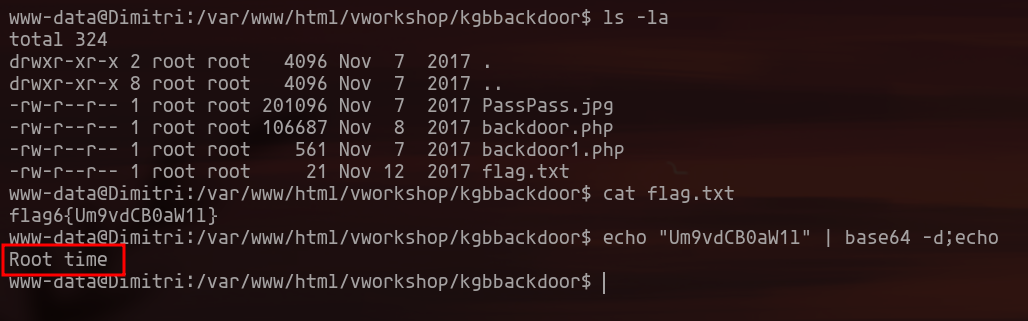 www-data@Dimitri:/var/www/html/vworkshop/kgbbackdoor$ ls -la
total 324
drwxr-xr-x 2 root root   4096 Nov  7  2017 .
drwxr-xr-x 8 root root   4096 Nov  7  2017 ..
-rw-r--r-- 1 root root 201096 Nov  7  2017 PassPass.jpg
-rw-r--r-- 1 root root 106687 Nov  8  2017 backdoor.php
-rw-r--r-- 1 root root    561 Nov  7  2017 backdoor1.php
-rw-r--r-- 1 root root     21 Nov 12  2017 flag.txt
www-data@Dimitri:/var/www/html/vworkshop/kgbbackdoor$ cat flag.txt
flag6{Um9vdCB0aW1l}
www-data@Dimitri:/var/www/html/vworkshop/kgbbackdoor$ echo "Um9vdCB0aW1l" | base64 -d;echo
Root time
www-data@Dimitri:/var/www/html/vworkshop/kgbbackdoor$